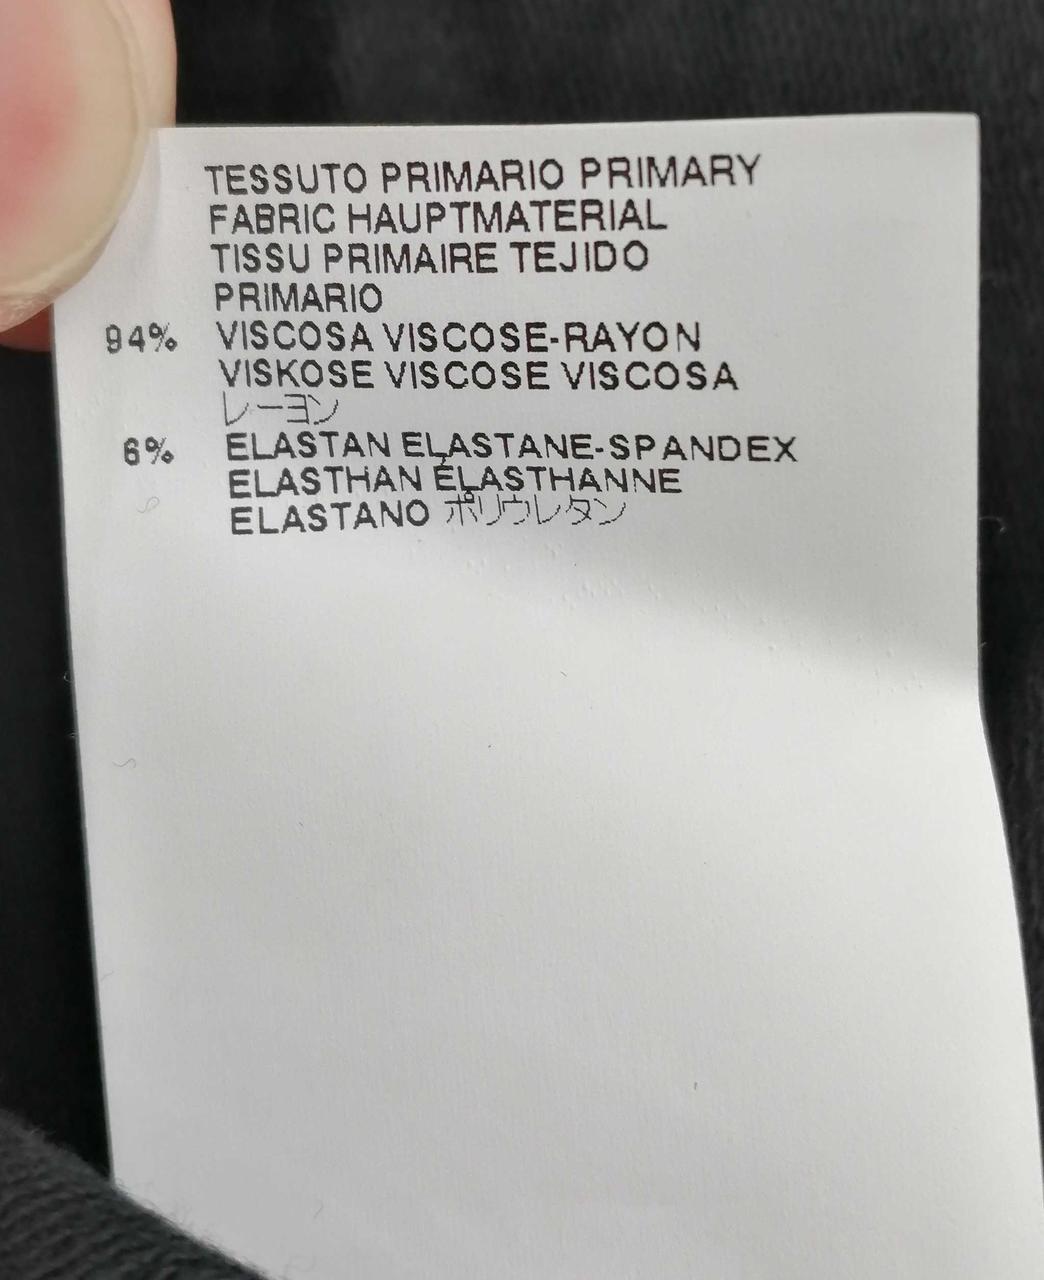 TESSUTO PRIMARIO PRIMARY
FABRIC HAUPTMATERIAL
TISSU PRIMAIRE TEJIDO
PRIMARIO
94% VISCOSA VISCOSE-RAYON
VISKOSE VISCOSE VISCOSA
レーヨン
6% ELASTAN ELASTANE-SPANDEX
ELASTHAN ÉLASTHANNE
ELASTANO ポリウレタン